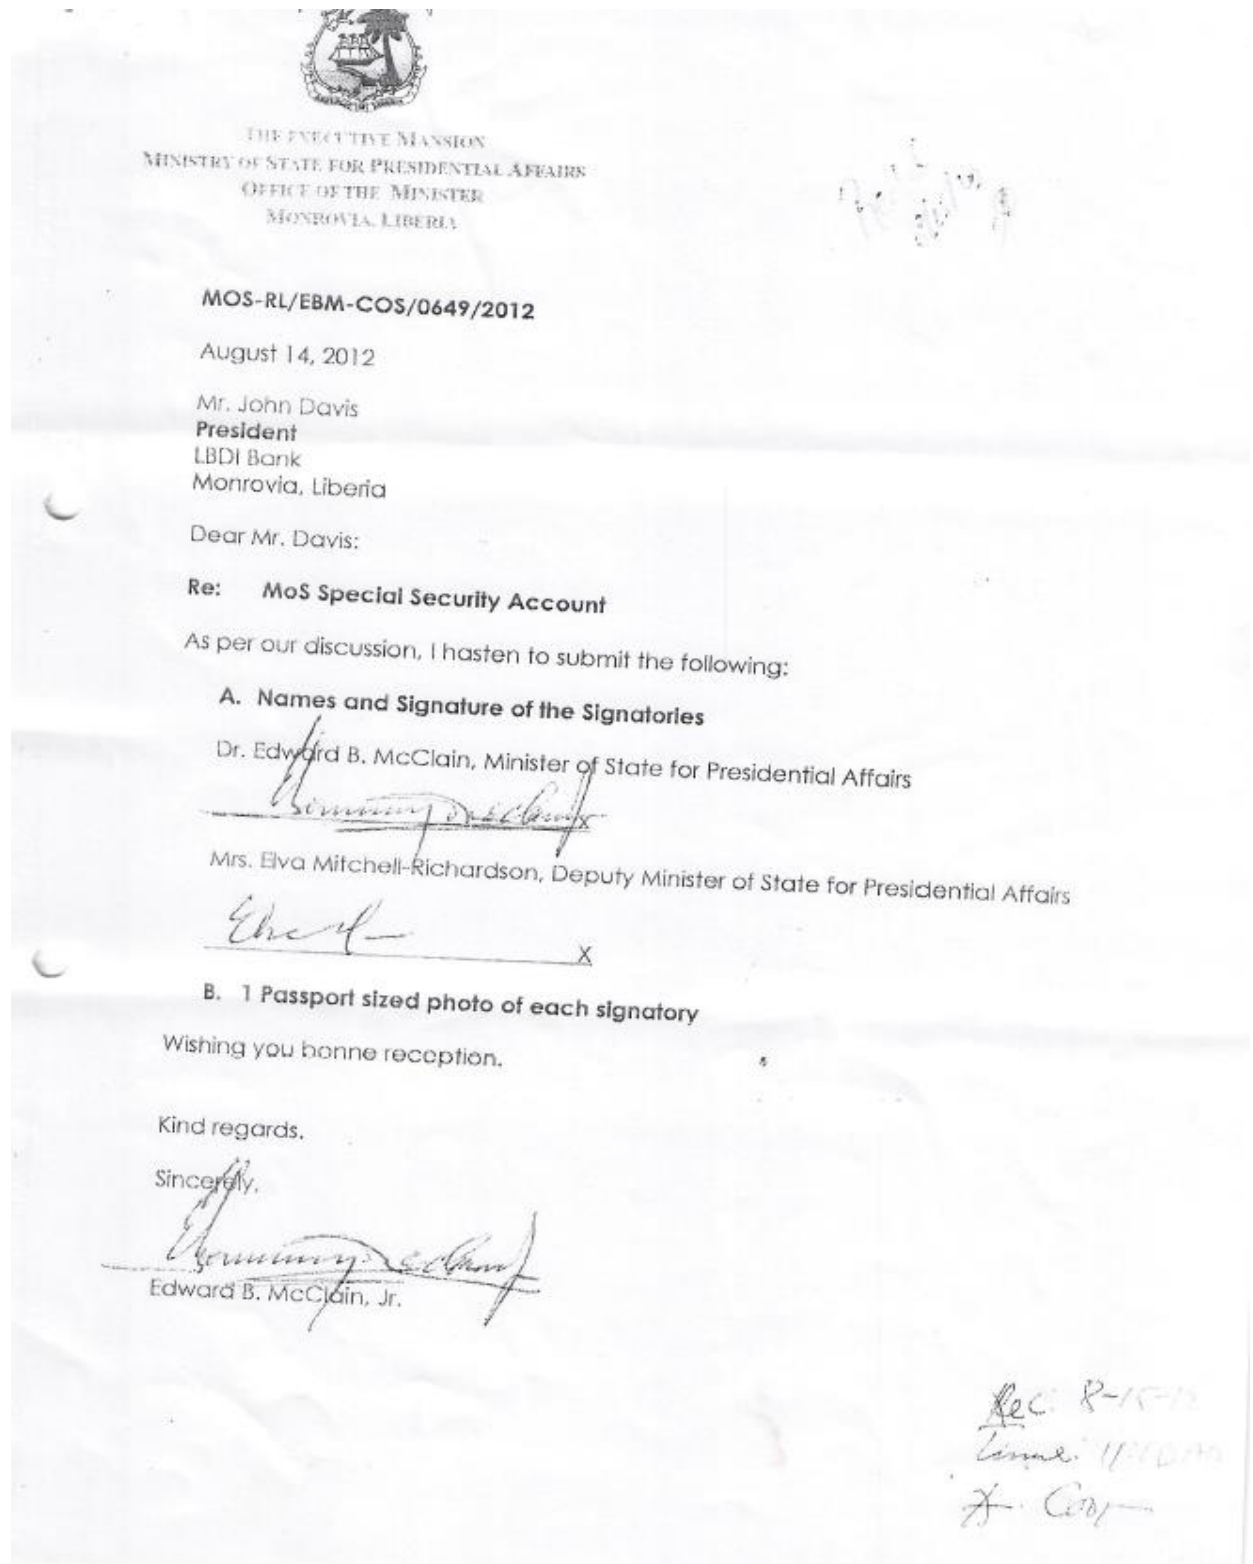 THE EXECUTIVE MANSION
MINISTRY OF STATE FOR PRESIDENTIAL AFFAIRS
OFFICE OF THE MINISTER
MONROVIA, LIBERIA
MOS-RL/EBM-COS/0649/2012
August 14, 2012
Mr. John Davis
President
LBDI Bank
Monrovia, Liberia
Dear Mr. Davis:
Re: MoS Special Security Account
As per our discussion, I hasten to submit the following:
A. Names and Signature of the Signatories
Dr. Edward B. McClain, Minister of State for Presidential Affairs
x
Mrs. Elva Mitchell-Richardson, Deputy Minister of State for Presidential Affairs
X
B. 1 Passport sized photo of each signatory
Wishing you bonne reception.
Kind regards.
Sincerely,
Edward B. McClain, Jr.
Rec. 8-15-12
Time: